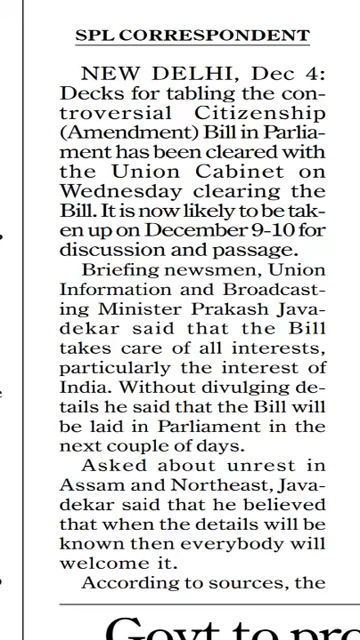 SPL CORRESPONDENT
NEW DELHI, Dec 4:
Decks for tabling the con-
troversial Citizenship
(Amendment) Bill in Parlia-
ment has been cleared with
the Union Cabinet on
Wednesday clearing the
Bill. It is now likely to be tak-
en up on December 9-10 for
discussion and passage.
Briefing newsmen, Union
Information and Broadcast-
ing Minister Prakash Java-
dekar said that the Bill
takes care of all interests,
particularly the interest of
India. Without divulging de-
tails he said that the Bill will
be laid in Parliament in the
next couple of days.
Asked about unrest in
Assam and Northeast, Java-
dekar said that he believed
that when the details will be
known then everybody will
welcome it.
According to sources, the
Govt to pro